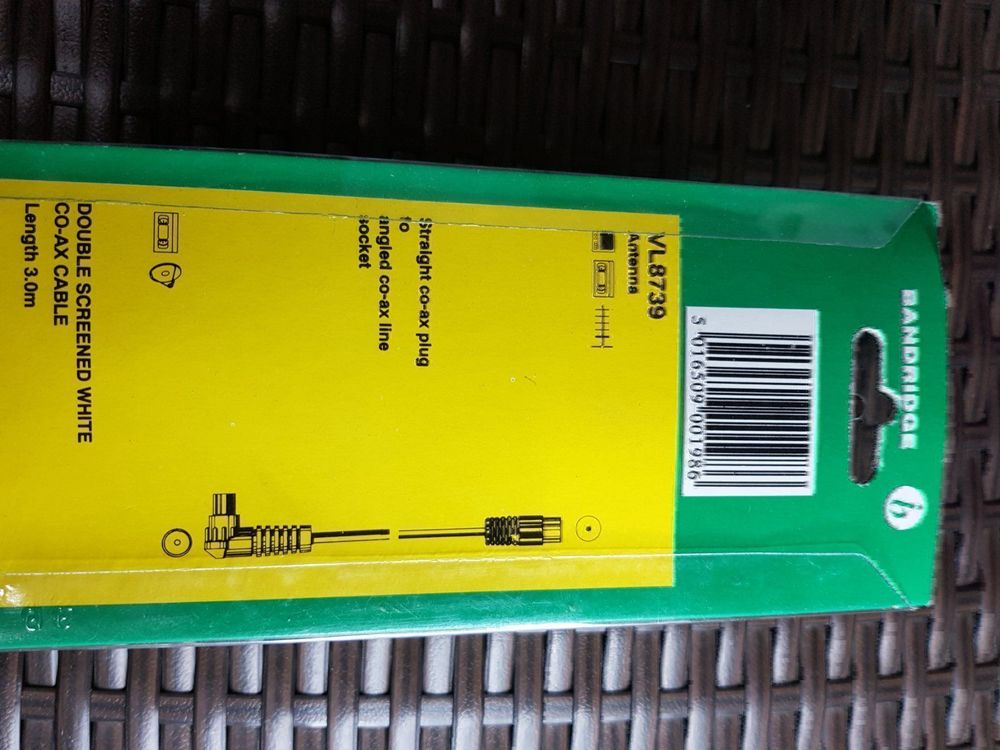 BANDRIDGE
b
5 016509 001986
VL8739
Antenna
Straight co-ax plug
to
angled co-ax line
socket
DOUBLE SCREENED WHITE
CO-AX CABLE
Length 3.0m